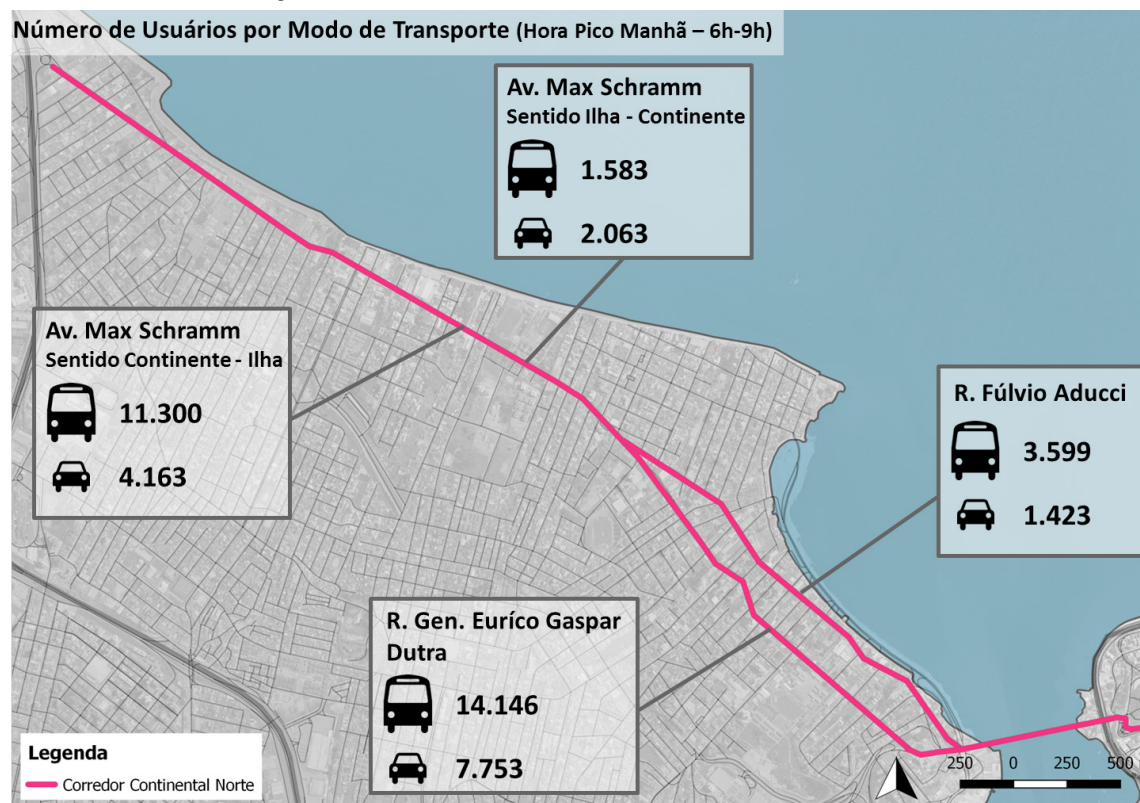 Número de Usuários por Modo de Transporte (Hora Pico Manhã – 6h-9h)
Av. Max Schramm
Sentido Ilha - Continente
1.583
2.063
Av. Max Schramm
Sentido Continente - Ilha
11.300
4.163
R. Fúlvio Aducci
3.599
1.423
R. Gen. Euríco Gaspar
Dutra
14.146
7.753
Legenda
Corredor Continental Norte
250 0 250 500